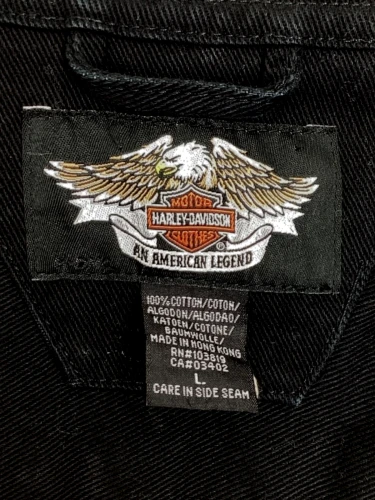 MOTOR
HARLEY-DAVIDSON
CLOTHES
®
AN AMERICAN LEGEND
100% COTTON/COTON/
ALGODON/ALGODAO/
KATOEN/COTONE/
BAUMWOLLE/
MADE IN HONG KONG
RN#103819
CA#03402
L
CARE IN SIDE SEAM